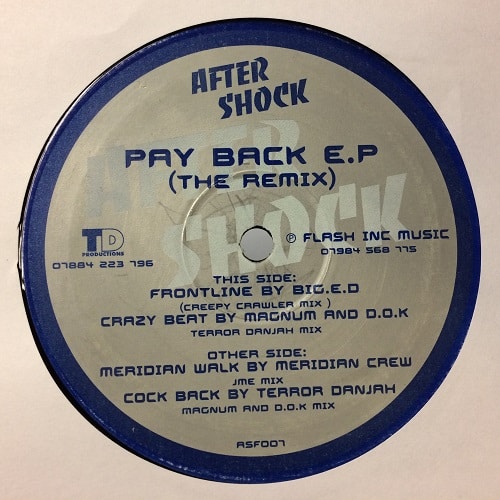 AFTER
SHOCK
PAY BACK E.P
(THE REMIX)
AFTER
SHOCK
TD
PRODUCTIONS
07884 223 796
℗ FLASH INC MUSIC
07984 568 775
THIS SIDE:
FRONTLINE BY BIG.E.D
(CREEPY CRAWLER MIX )
CRAZY BEAT BY MAGNUM AND D.O.K
TERROR DANJAH MIX
OTHER SIDE:
MERIDIAN WALK BY MERIDIAN CREW
JME MIX
COCK BACK BY TERROR DANJAH
MAGNUM AND D.O.K MIX
ASF007